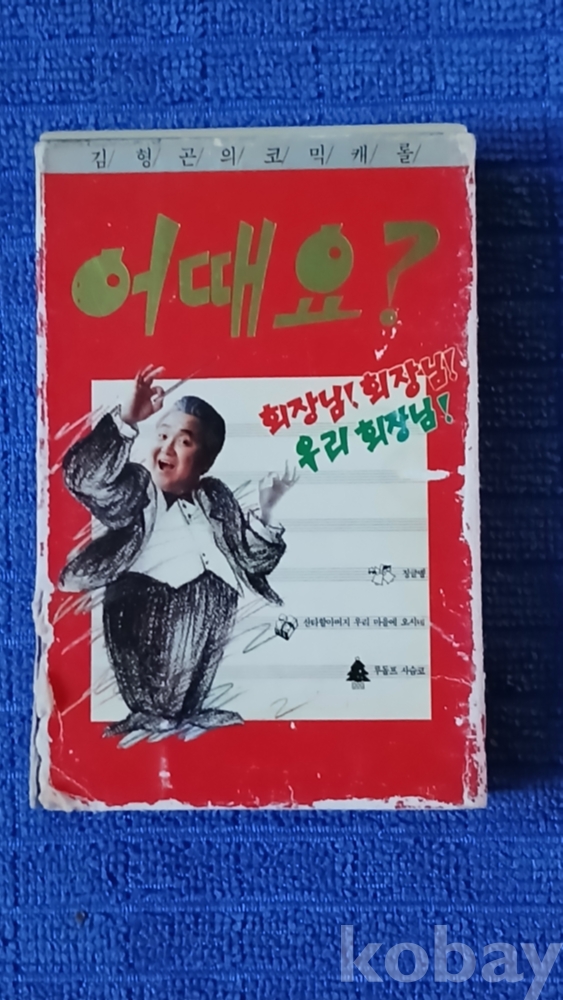 김/형/곤/의/코/믹/캐/롤/
어때요?
회장님! 회장님!
우리 회장님!
징글벨
산타할아버지 우리 마을에 오시네
루돌프 사슴코
kobay